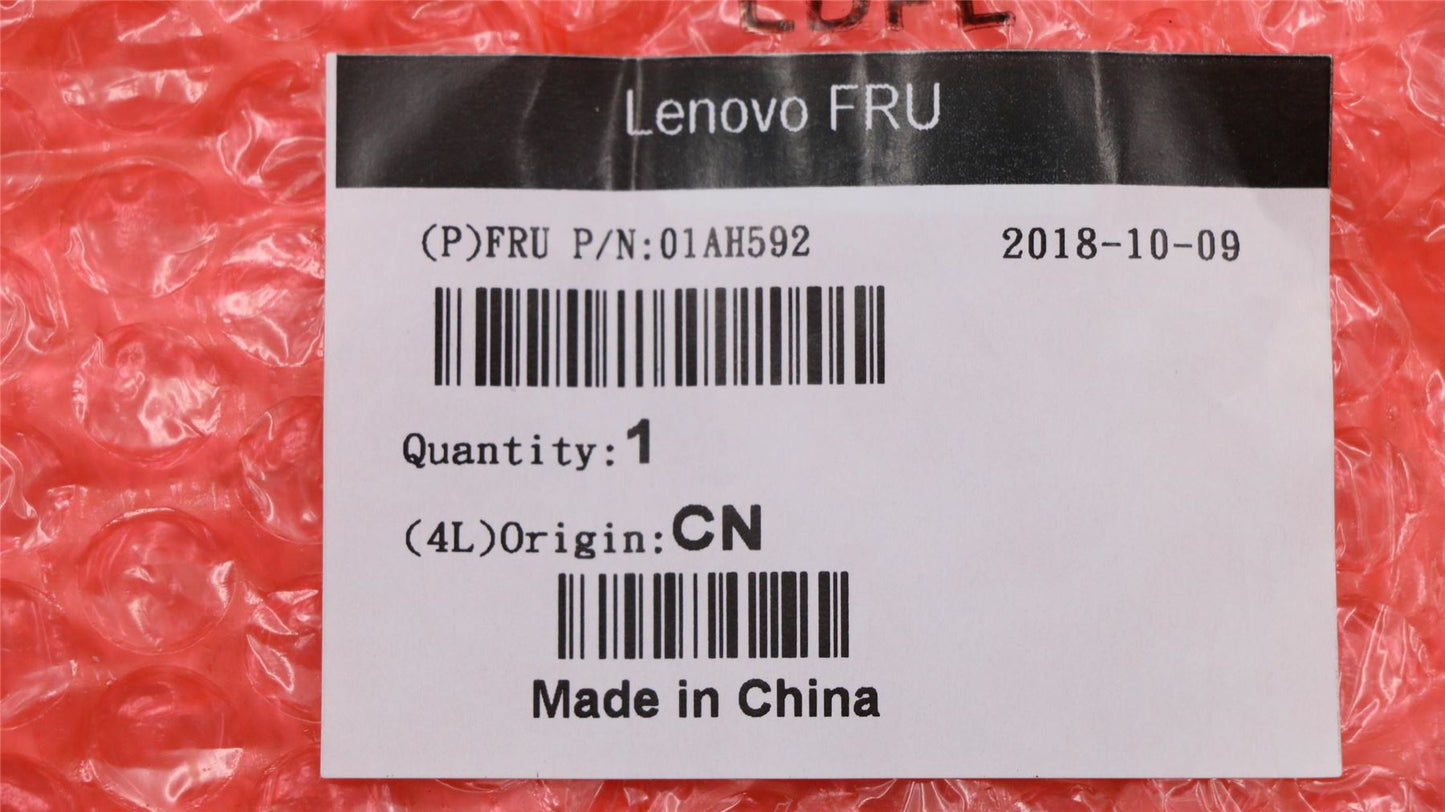 Lenovo FRU
(P)FRU P/N:01AH592 2018-10-09
Quantity:1
(4L)Origin:CN
Made in China